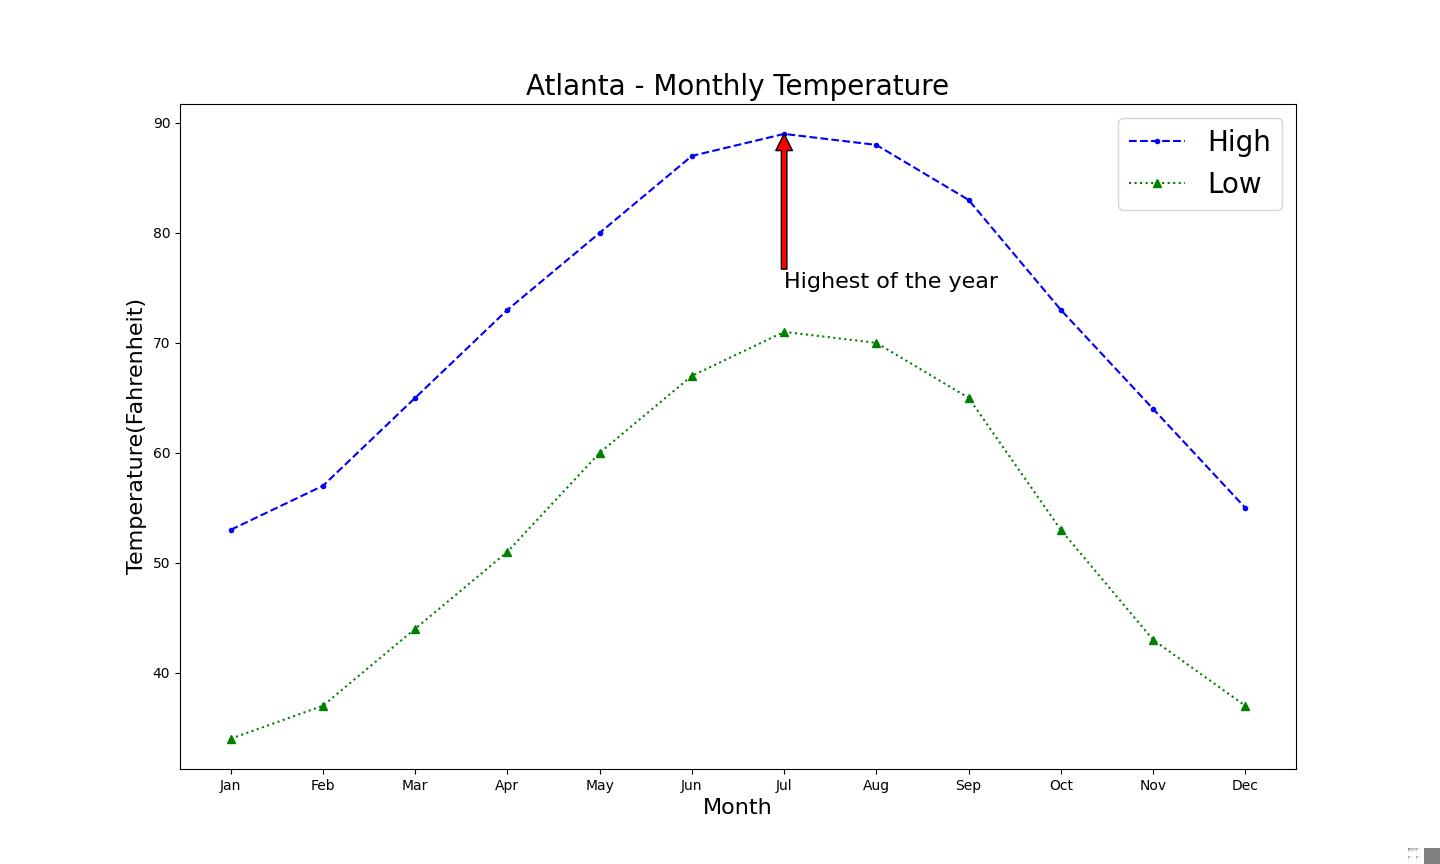 Atlanta - Monthly Temperature
90
80
70
60
50
40
Temperature(Fahrenheit)
High
Low
Highest of the year
Jan Feb Mar Apr May Jun Jul Aug Sep Oct Nov Dec
Month